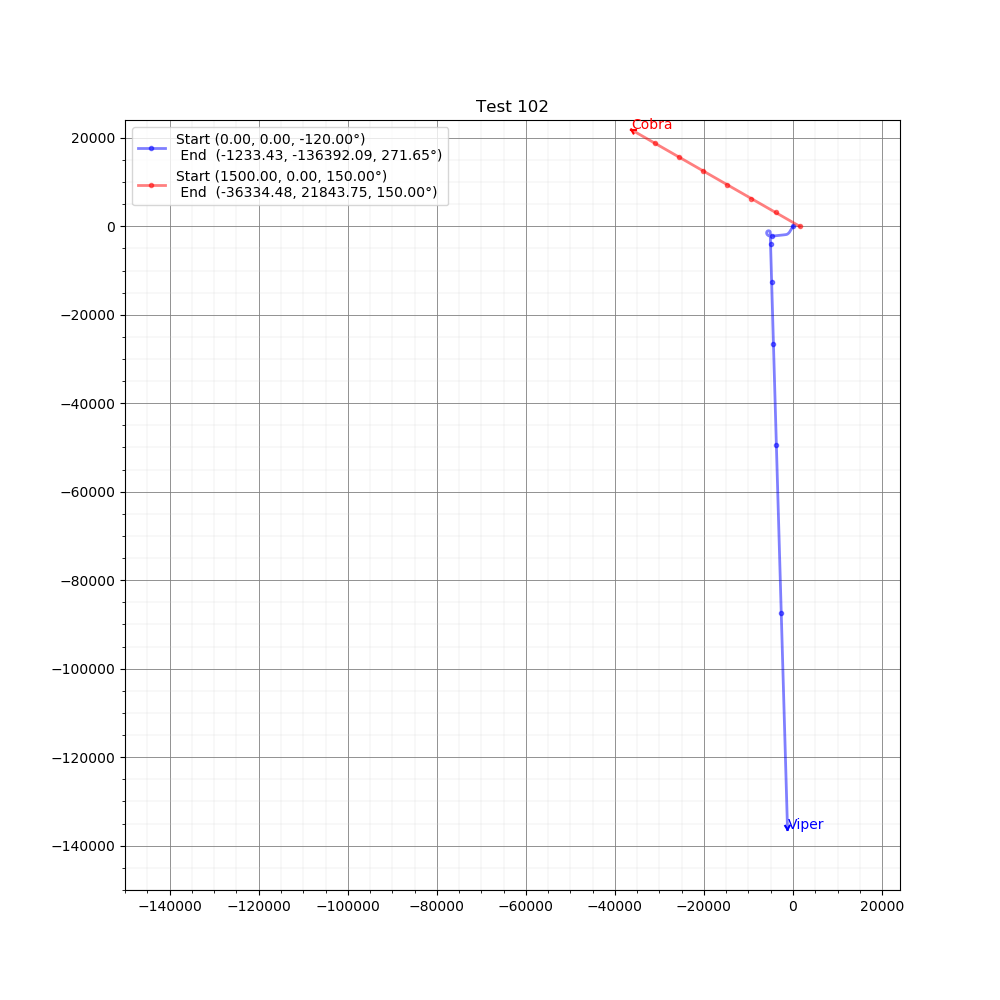 Test 102
Start (0.00, 0.00, -120.00°)
End (-1233.43, -136392.09, 271.65°)
Start (1500.00, 0.00, 150.00°)
End (-36334.48, 21843.75, 150.00°)
Cobra
Viper
20000
0
−20000
−40000
−60000
−80000
−100000
−120000
−140000
−140000 −120000 −100000 −80000 −60000 −40000 −20000 0 20000